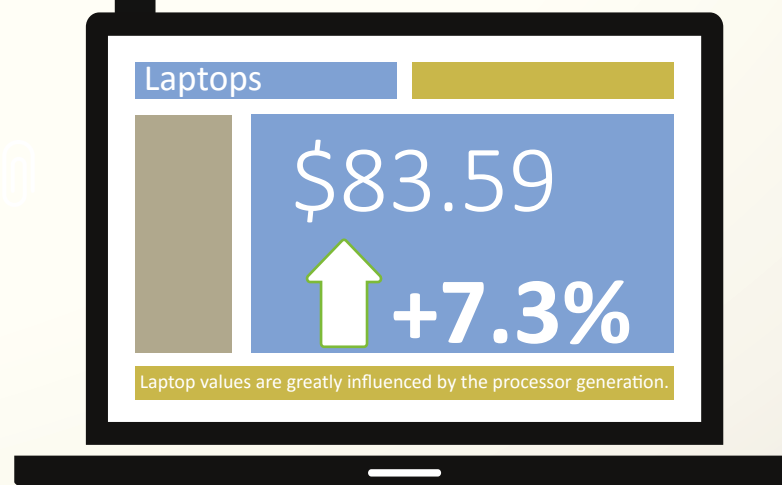 Laptops
$83.59
+7.3%
Laptop values are greatly influenced by the processor generation.